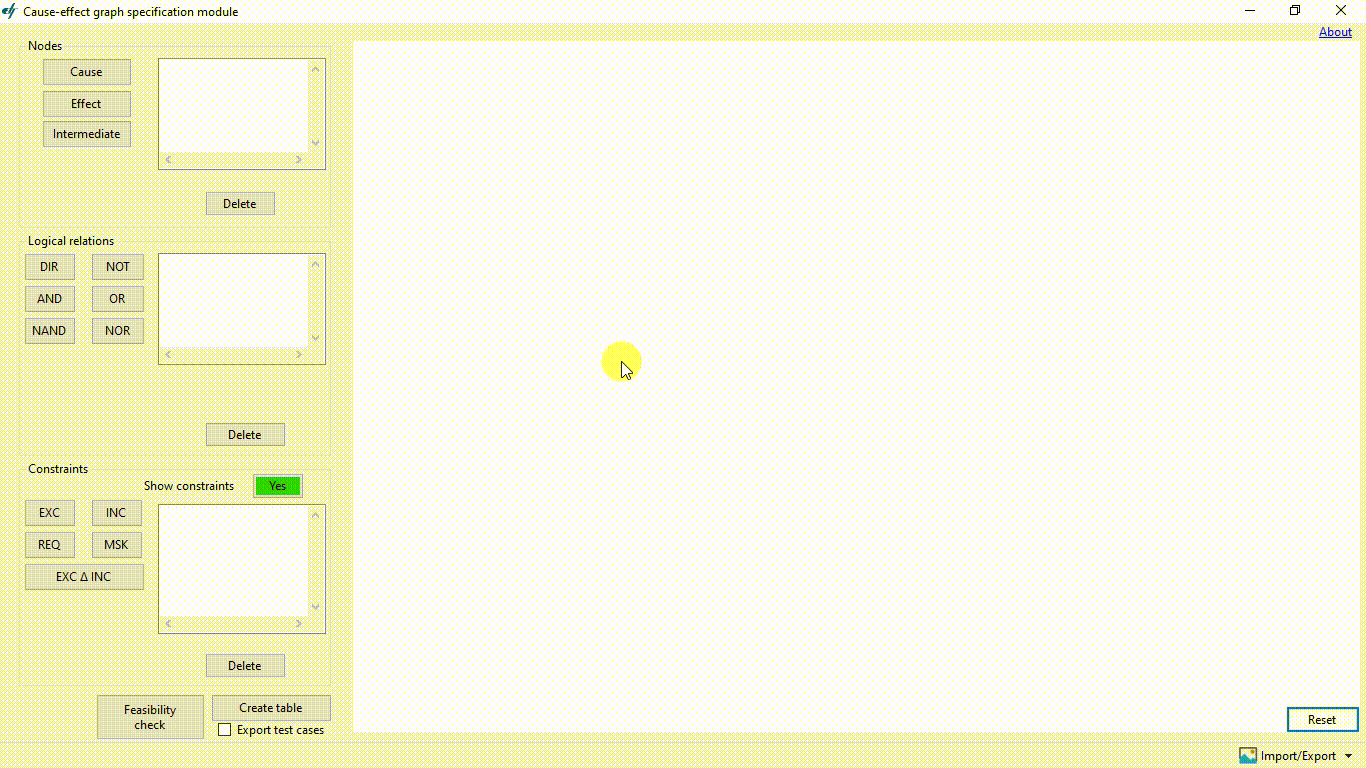 Cause-effect graph specification module
About
Nodes
Cause
Effect
Intermediate
Delete
Logical relations
DIR NOT
AND OR
NAND NOR
Delete
Constraints
Show constraints Yes
EXC INC
REQ MSK
EXC Δ INC
Delete
Feasibility
check
Create table
Export test cases
Reset
Import/Export